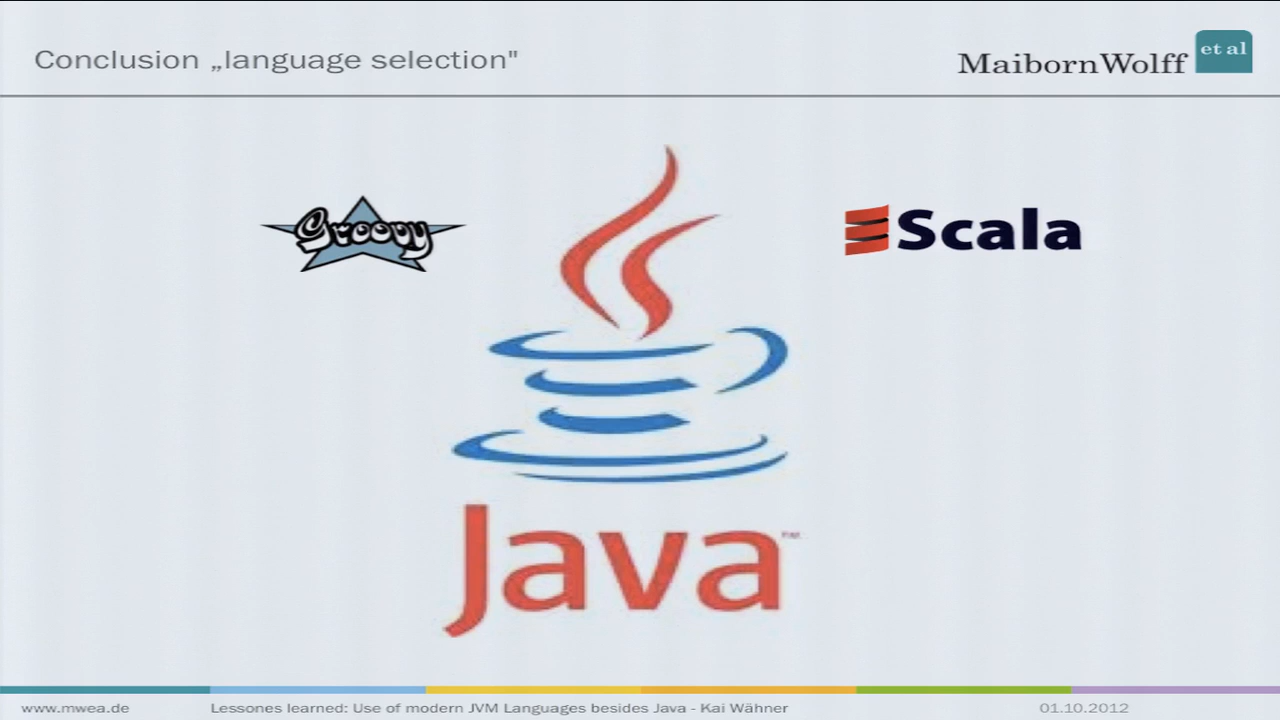 Conclusion „language selection"
MaibornWolff et al
Groovy
Scala
Java™
www.mwea.de
Lessones learned: Use of modern JVM Languages besides Java - Kai Wähner
01.10.2012